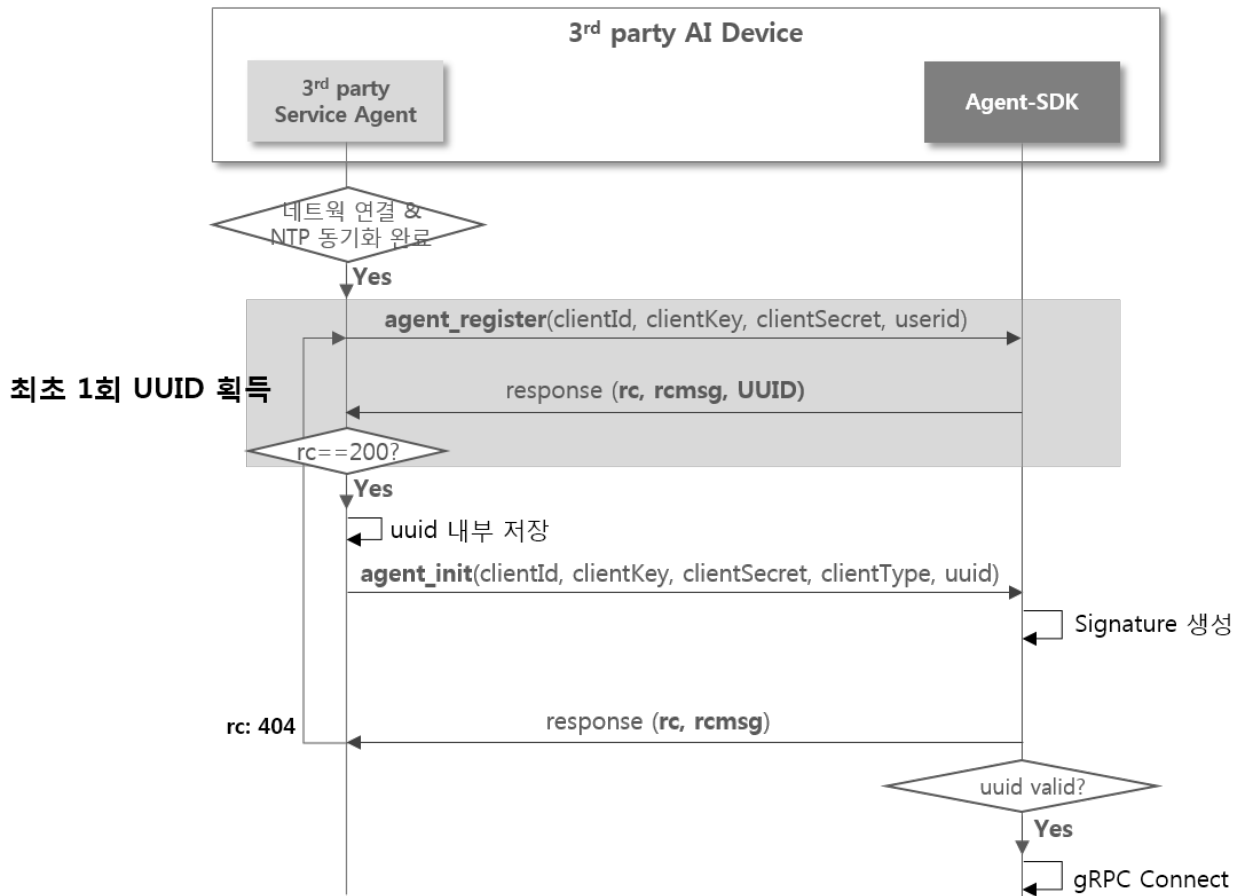 3rd party AI Device
3rd party
Service Agent
Agent-SDK
네트웍 연결 &
NTP 동기화 완료
Yes
agent_register(clientId, clientKey, clientSecret, userid)
최초 1회 UUID 획득
response (rc, rcmsg, UUID)
rc==200?
Yes
uuid 내부 저장
agent_init(clientId, clientKey, clientSecret, clientType, uuid)
Signature 생성
rc: 404
response (rc, rcmsg)
uuid valid?
Yes
gRPC Connect